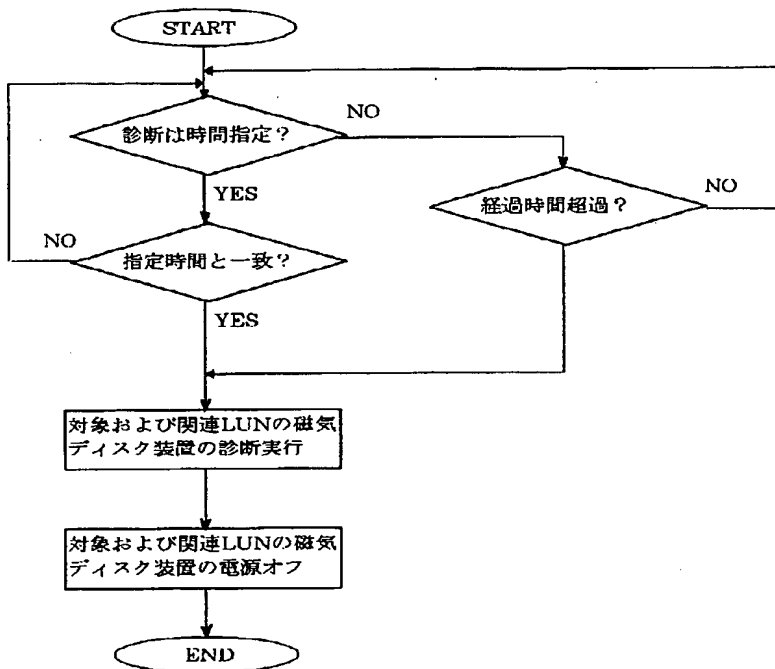 START
診断は時間指定？
NO
YES
経過時間超過？
NO
NO
指定時間と一致？
YES
対象および関連LUNの磁気
ディスク装置の診断実行
対象および関連LUNの磁気
ディスク装置の電源オフ
END